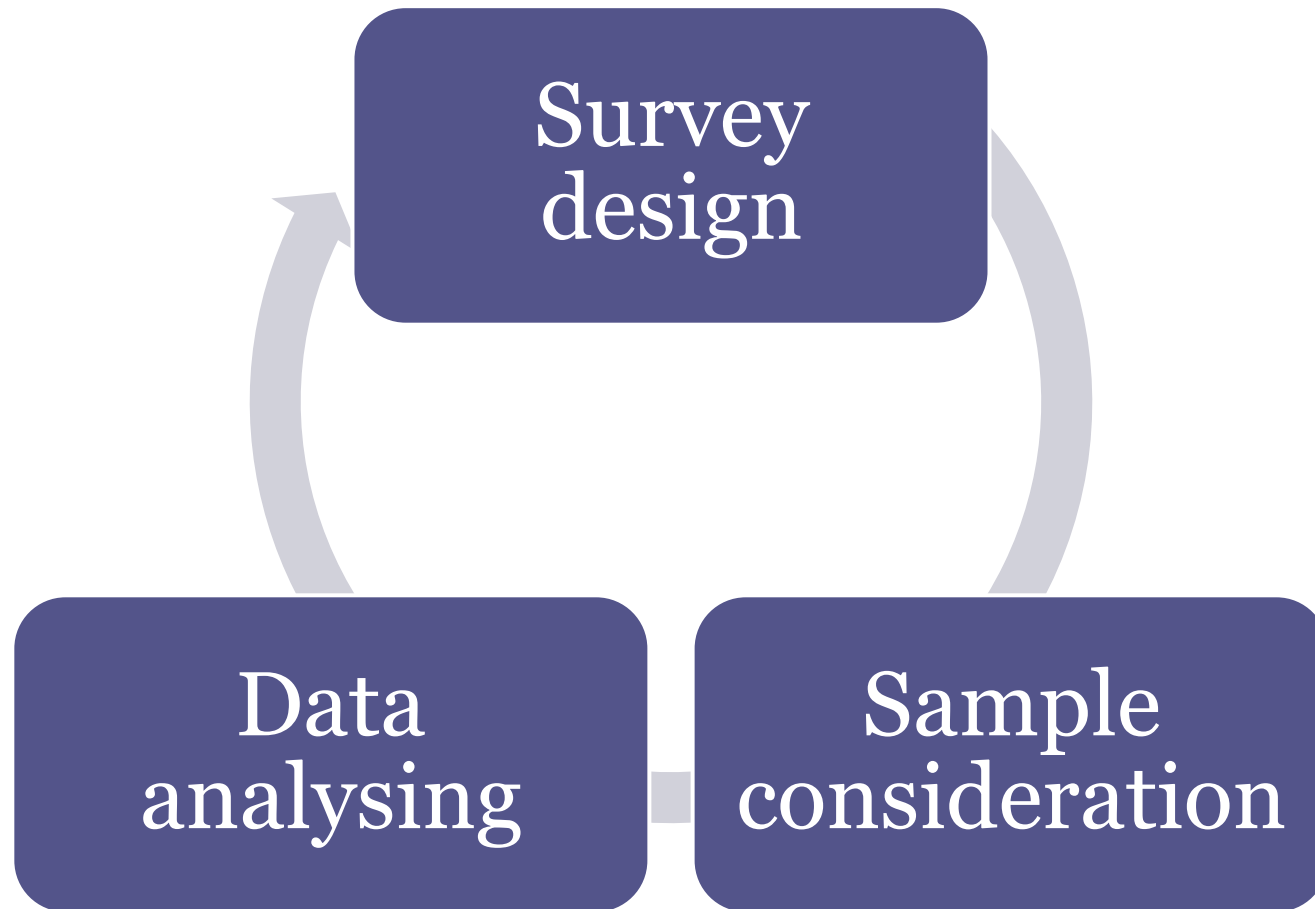 Survey
design
Data
analysing
Sample
consideration